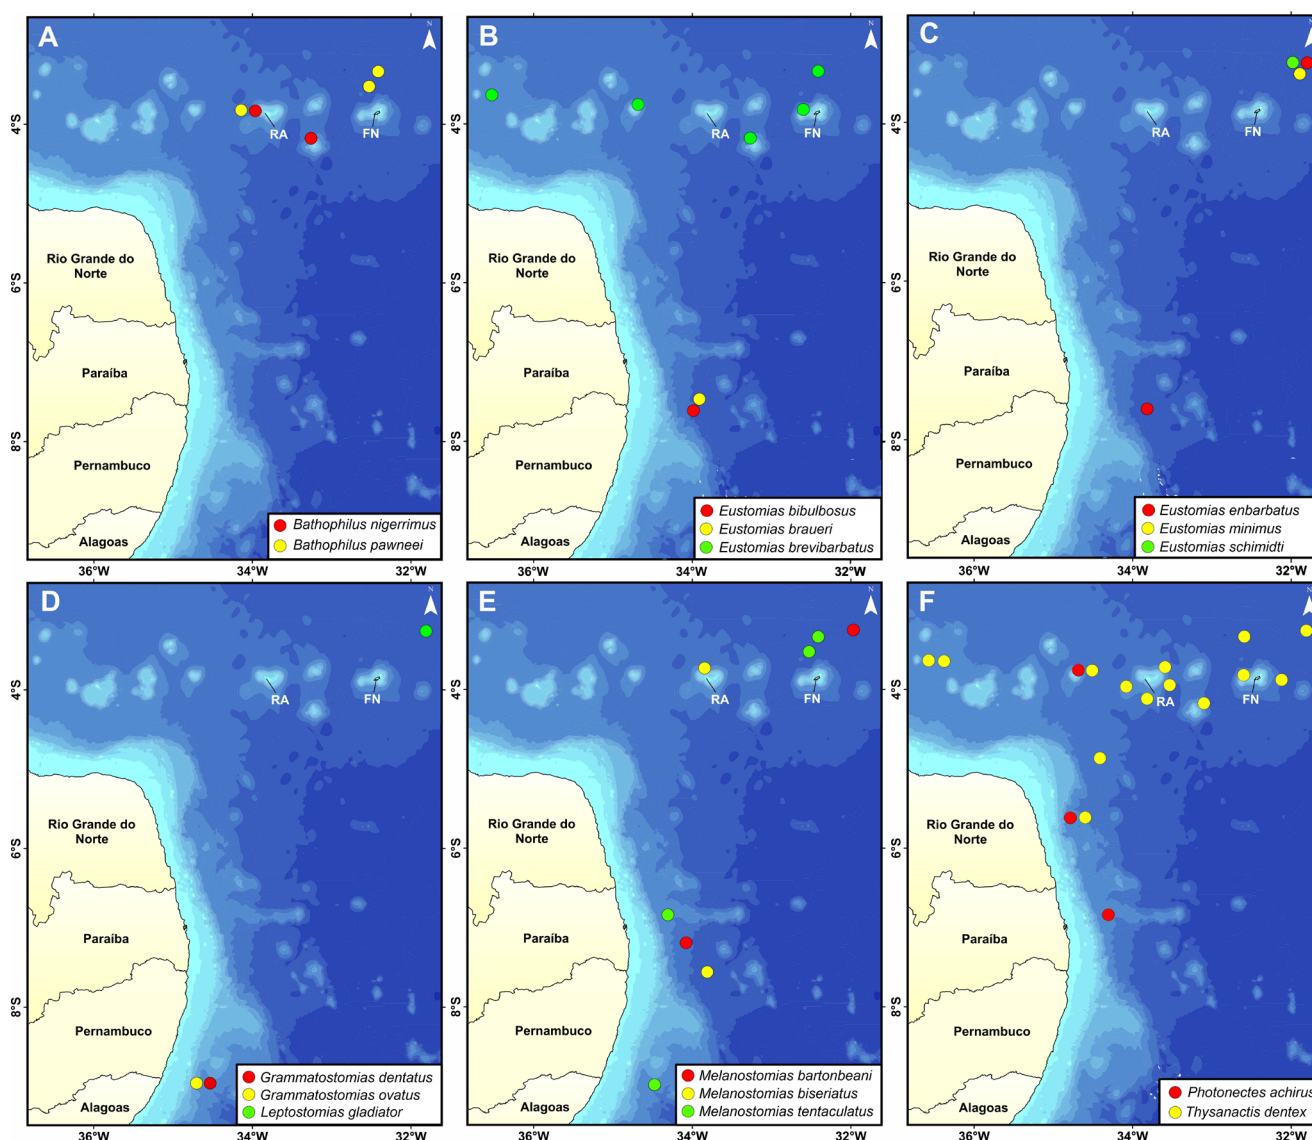 A
N
4°S
RA
FN
Rio Grande do
Norte
6°S
Paraíba
Pernambuco
8°S
Alagoas
Bathophilus nigerrimus
Bathophilus pawneei
36°W
34°W
32°W
B
N
4°S
RA
FN
Rio Grande do
Norte
6°S
Paraíba
Pernambuco
8°S
Alagoas
Eustomias bibulbosus
Eustomias braueri
Eustomias brevibarbatus
36°W
34°W
32°W
C
N
4°S
RA
FN
Rio Grande do
Norte
6°S
Paraíba
Pernambuco
8°S
Alagoas
Eustomias enbarbatus
Eustomias minimus
Eustomias schimidti
36°W
34°W
32°W
D
N
4°S
RA
FN
Rio Grande do
Norte
6°S
Paraíba
Pernambuco
8°S
Alagoas
Grammatostomias dentatus
Grammatostomias ovatus
Leptostomias gladiator
36°W
34°W
32°W
E
N
4°S
RA
FN
Rio Grande do
Norte
6°S
Paraíba
Pernambuco
8°S
Alagoas
Melanostomias bartonbeani
Melanostomias biseriatus
Melanostomias tentaculatus
36°W
34°W
32°W
F
N
4°S
RA
FN
Rio Grande do
Norte
6°S
Paraíba
Pernambuco
8°S
Alagoas
Photonectes achirus
Thysanactis dentex
36°W
34°W
32°W